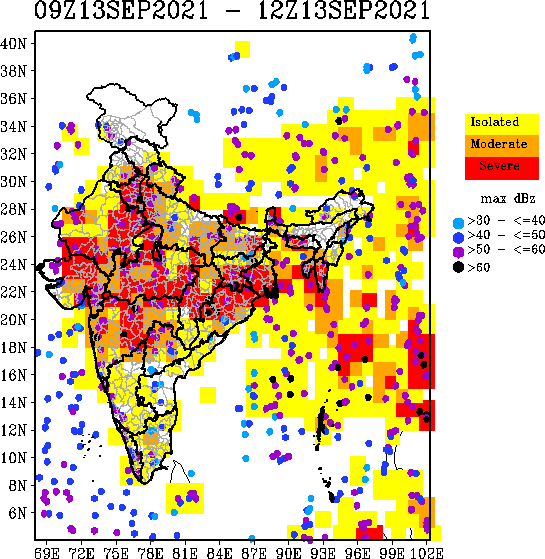 09Z13SEP2021 - 12Z13SEP2021
40N
38N
36N
34N
32N
30N
28N
26N
24N
22N
20N
18N
16N
14N
12N
10N
8N
6N
69E 72E 75E 78E 81E 84E 87E 90E 93E 96E 99E 102E
Isolated
Moderate
Severe
max dBz
>30 - <=40
>40 - <=50
>50 - <=60
>60